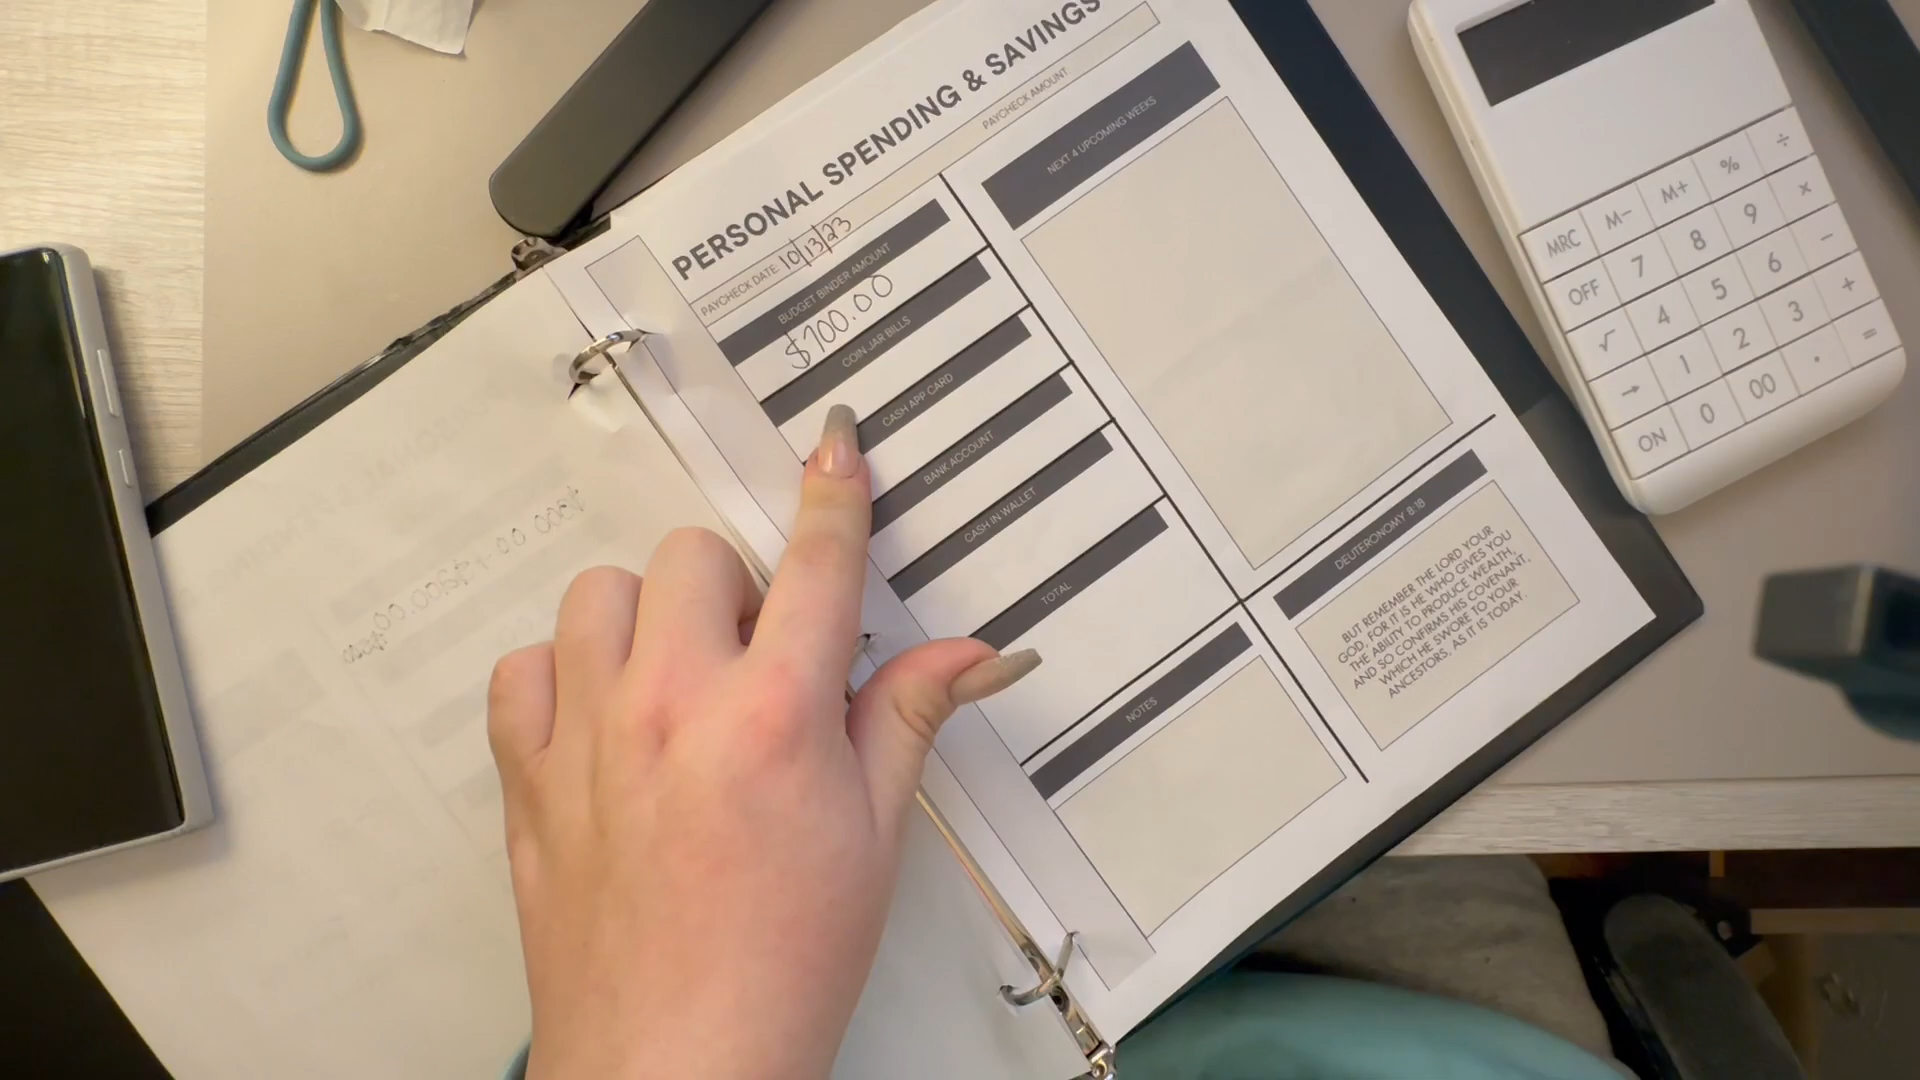 PERSONAL SPENDING & SAVINGS
PAYCHECK DATE: 10/13/23
PAYCHECK AMOUNT
BUDGET BINDER AMOUNT
$700.00
COIN JAR BILLS
CASH APP CARD
BANK ACCOUNT
CASH IN WALLET
TOTAL
NOTES
NEXT 4 UPCOMING WEEKS
DEUTERONOMY 8:18
BUT REMEMBER THE LORD YOUR
GOD, FOR IT IS HE WHO GIVES YOU
THE ABILITY TO PRODUCE WEALTH,
AND SO CONFIRMS HIS COVENANT,
WHICH HE SWORE TO YOUR
ANCESTORS, AS IT IS TODAY.
MRC M− M+ % ÷
OFF 7 8 9 ×
√ 4 5 6 −
→ 1 2 3 +
ON 0 00 . =